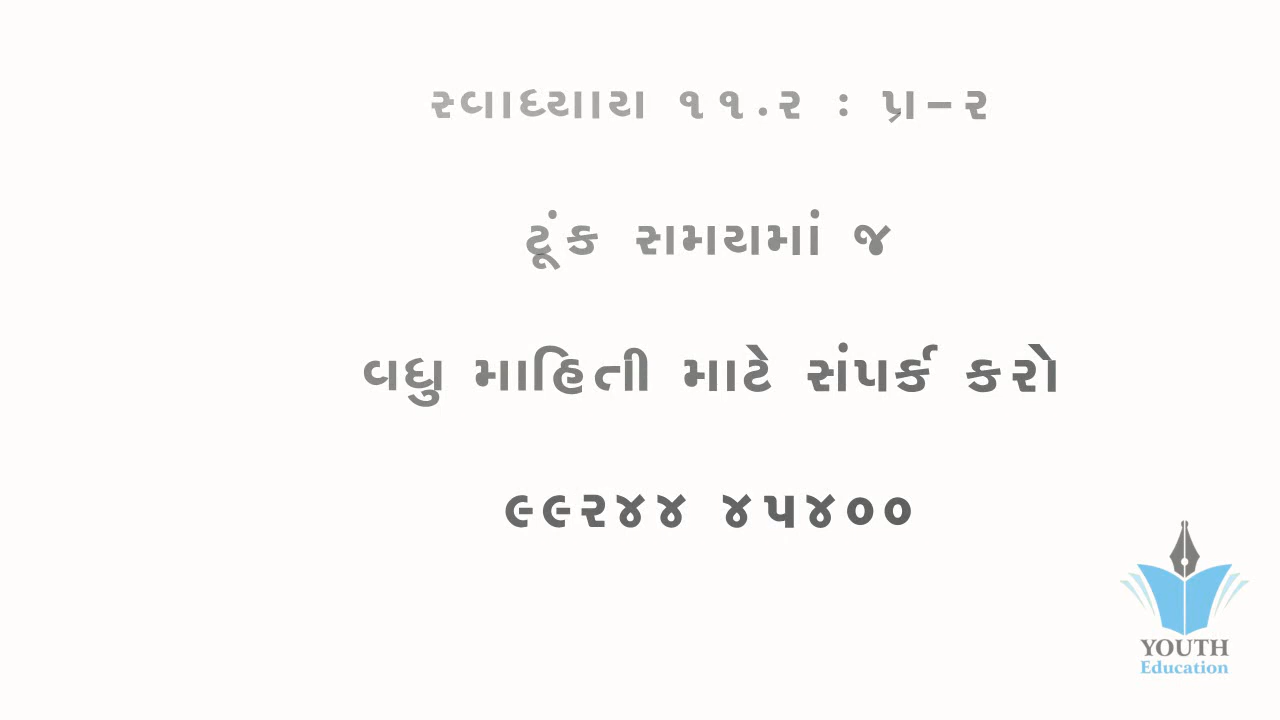 સ્વાધ્યાય ૧૧.૨ : પ્ર–૨
ટૂંક સમયમાં જ
વધુ માહિતી માટે સંપર્ક કરો
૯૯૨૪૪ ૪૫૪૦૦
YOUTH
Education